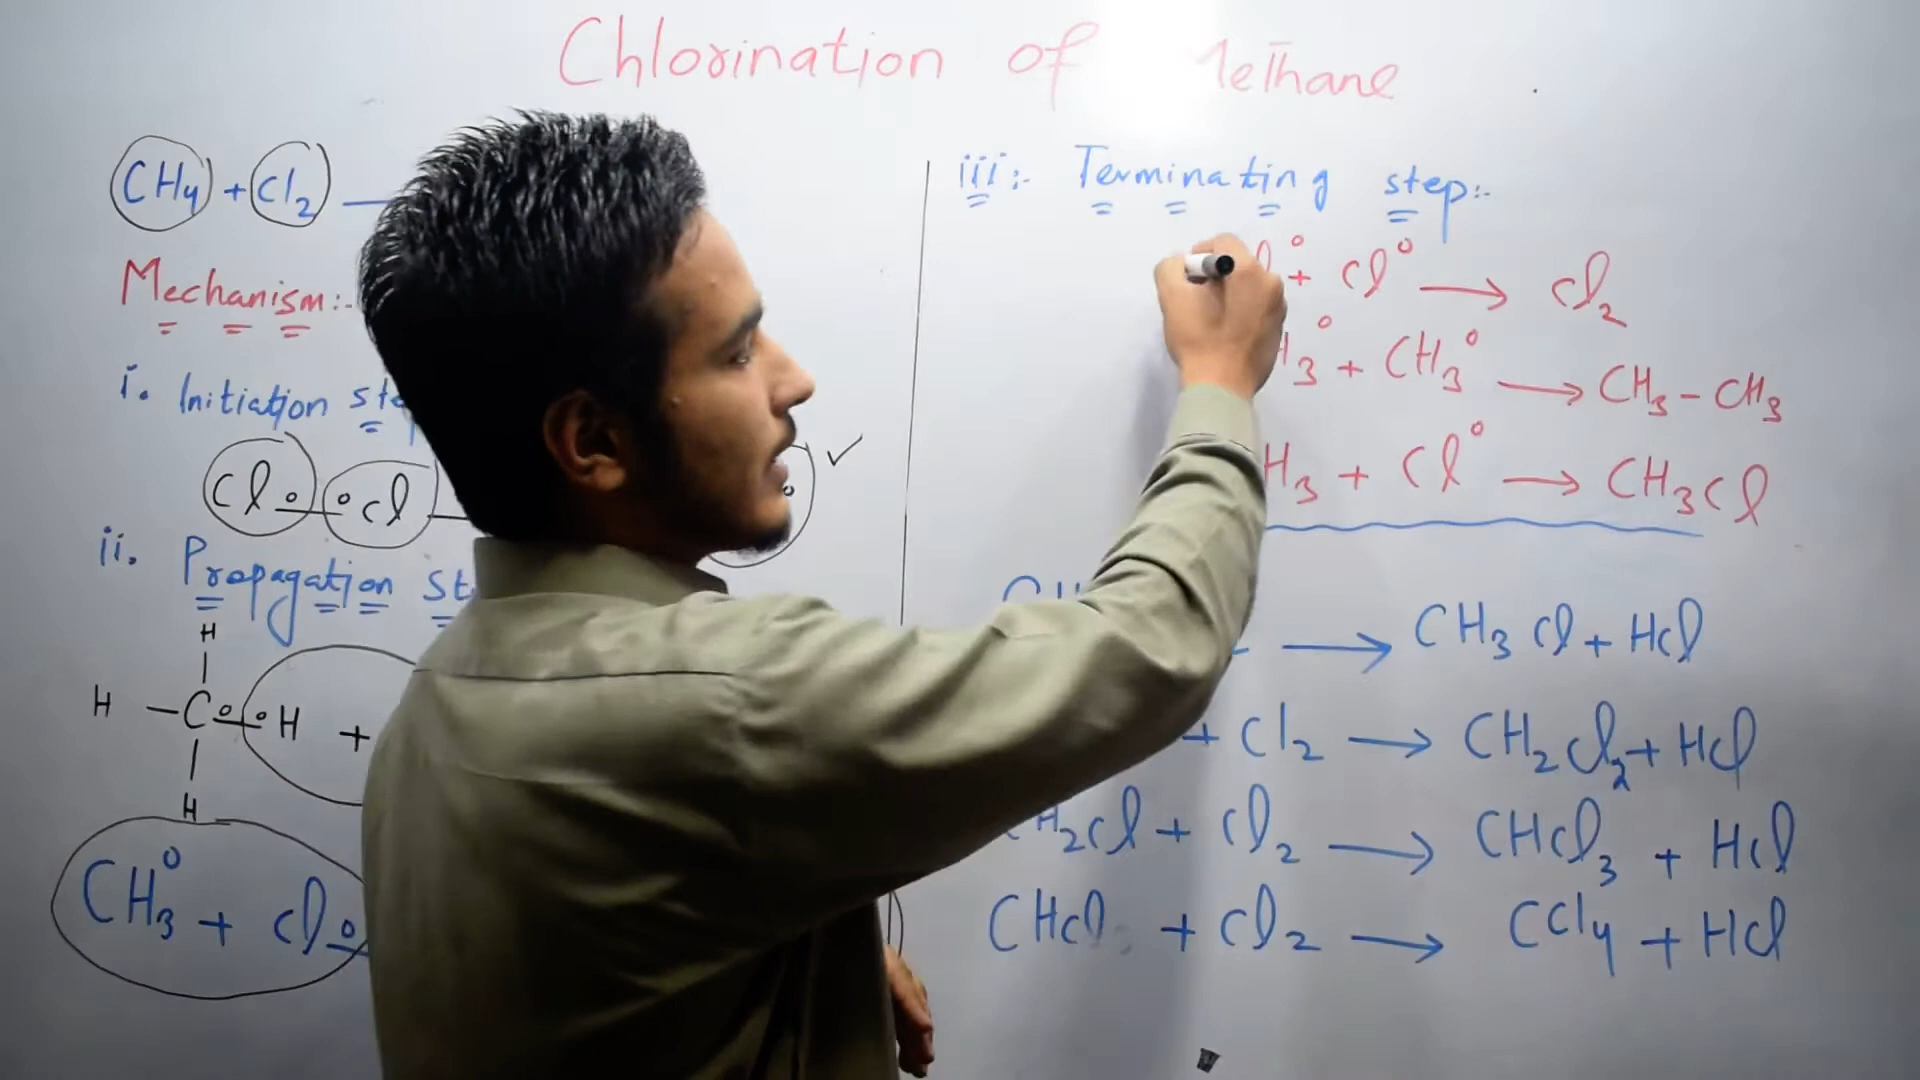 Chlorination of Methane
CH4 + Cl2
Mechanism:-
i. Initiation step
Cl° °Cl
ii. Propagation
H
H – C° °H +
H
CH3° + Cl°
iii:- Terminating step:-
+ Cl° → Cl2
H3° + CH3° → CH3 – CH3
H3 + Cl° → CH3Cl
→ CH3Cl + HCl
+ Cl2 → CH2Cl2 + HCl
CH2Cl + Cl2 → CHCl3 + HCl
CHCl + Cl2 → CCl4 + HCl